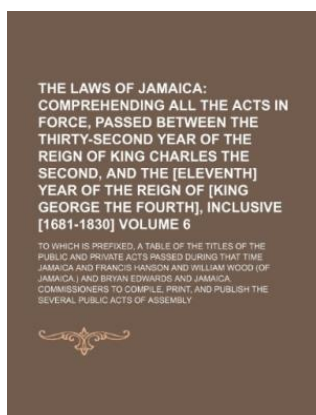 THE LAWS OF JAMAICA:
COMPREHENDING ALL THE ACTS IN
FORCE, PASSED BETWEEN THE
THIRTY-SECOND YEAR OF THE
REIGN OF KING CHARLES THE
SECOND, AND THE [ELEVENTH]
YEAR OF THE REIGN OF [KING
GEORGE THE FOURTH], INCLUSIVE
[1681-1830] VOLUME 6
TO WHICH IS PREFIXED, A TABLE OF THE TITLES OF THE
PUBLIC AND PRIVATE ACTS PASSED DURING THAT TIME
JAMAICA AND FRANCIS HANSON AND WILLIAM WOOD (OF
JAMAICA.) AND BRYAN EDWARDS AND JAMAICA.
COMMISSIONERS TO COMPILE, PRINT, AND PUBLISH THE
SEVERAL PUBLIC ACTS OF ASSEMBLY